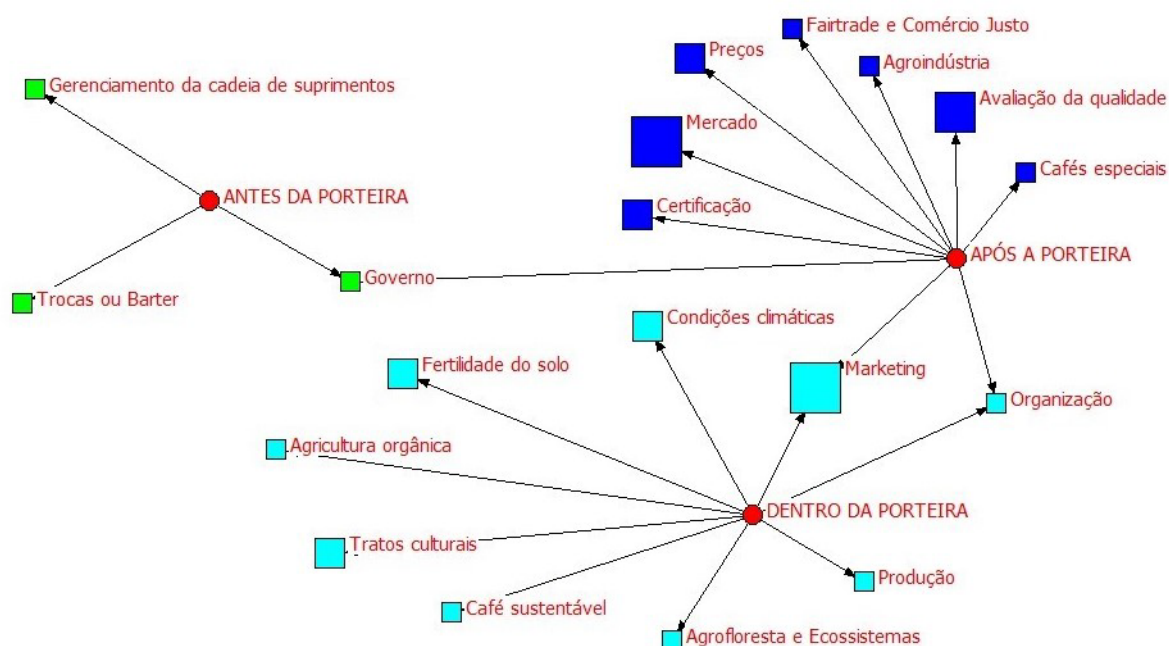 Fairtrade e Comércio Justo
Preços
Agroindústria
Gerenciamento da cadeia de suprimentos
Avaliação da qualidade
Mercado
Cafés especiais
ANTES DA PORTEIRA
Certificação
APÓS A PORTEIRA
Governo
Trocas ou Barter
Condições climáticas
Fertilidade do solo
Marketing
Organização
Agricultura orgânica
DENTRO DA PORTEIRA
Tratos culturais
Produção
Café sustentável
Agrofloresta e Ecossistemas